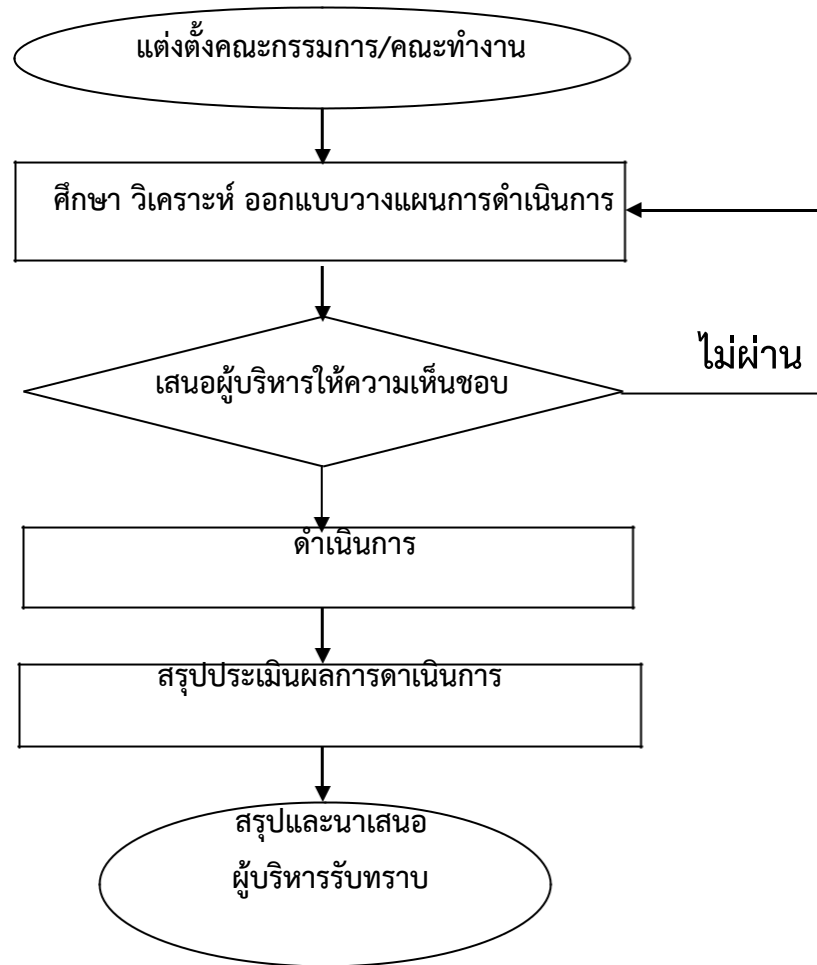 แต่งตั้งคณะกรรมการ/คณะทำงาน
ศึกษา วิเคราะห์ ออกแบบวางแผนการดำเนินการ
ไม่ผ่าน
เสนอผู้บริหารให้ความเห็นชอบ
ดำเนินการ
สรุปประเมินผลการดาเนินการ
สรุปและนาเสนอ
ผู้บริหารรับทราบ